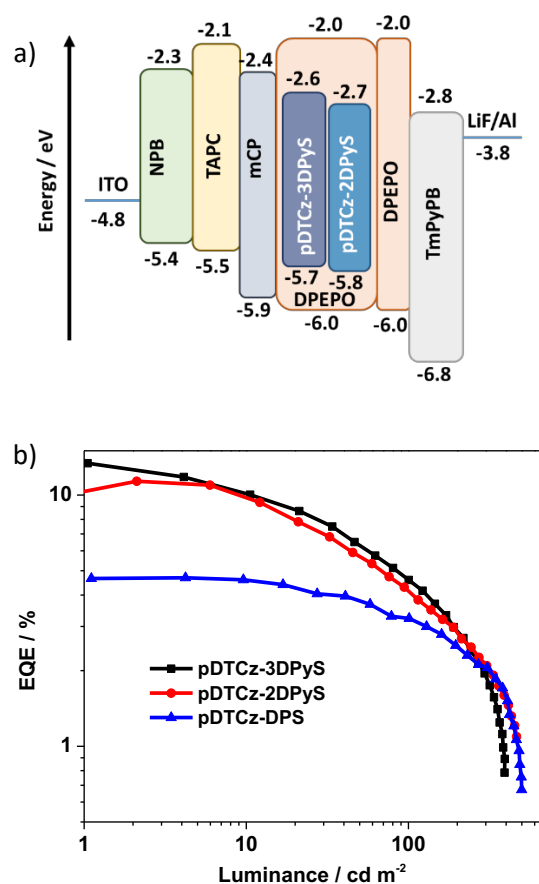 a)
-2.0
-2.0
-2.1
-2.3
-2.4
-2.6
-2.7
-2.8
LiF/Al
-3.8
Energy / eV
ITO
-4.8
NPB
TAPC
mCP
pDTCz-3DPyS
pDTCz-2DPyS
DPEPO
TmPyPB
-5.4
-5.5
-5.7
-5.8
-5.9
DPEPO
-6.0
-6.0
-6.8
b)
10
1
EQE / %
pDTCz-3DPyS
pDTCz-2DPyS
pDTCz-DPS
1
10
100
Luminance / cd m⁻²